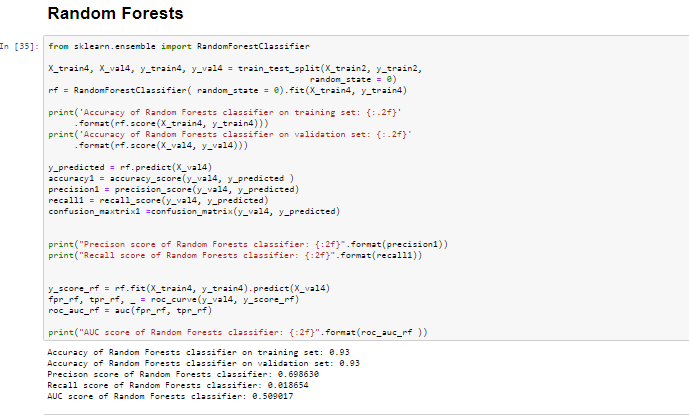 Random Forests
In [35]: from sklearn.ensemble import RandomForestClassifier
X_train4, X_val4, y_train4, y_val4 = train_test_split(X_train2, y_train2,
random_state = 0)
rf = RandomForestClassifier( random_state = 0).fit(X_train4, y_train4)
print('Accuracy of Random Forests classifier on training set: {:.2f}'
.format(rf.score(X_train4, y_train4)))
print('Accuracy of Random Forests classifier on validation set: {:.2f}'
.format(rf.score(X_val4, y_val4)))
y_predicted = rf.predict(X_val4)
accuracy1 = accuracy_score(y_val4, y_predicted )
precision1 = precision_score(y_val4, y_predicted)
recall1 = recall_score(y_val4, y_predicted)
confusion_maxtrix1 =confusion_matrix(y_val4, y_predicted)
print("Precison score of Random Forests classifier: {:2f}".format(precision1))
print("Recall score of Random Forests classifier: {:2f}".format(recall1))
y_score_rf = rf.fit(X_train4, y_train4).predict(X_val4)
fpr_rf, tpr_rf, _ = roc_curve(y_val4, y_score_rf)
roc_auc_rf = auc(fpr_rf, tpr_rf)
print("AUC score of Random Forests classifier: {:2f}".format(roc_auc_rf ))
Accuracy of Random Forests classifier on training set: 0.93
Accuracy of Random Forests classifier on validation set: 0.93
Precison score of Random Forests classifier: 0.698630
Recall score of Random Forests classifier: 0.018654
AUC score of Random Forests classifier: 0.509017